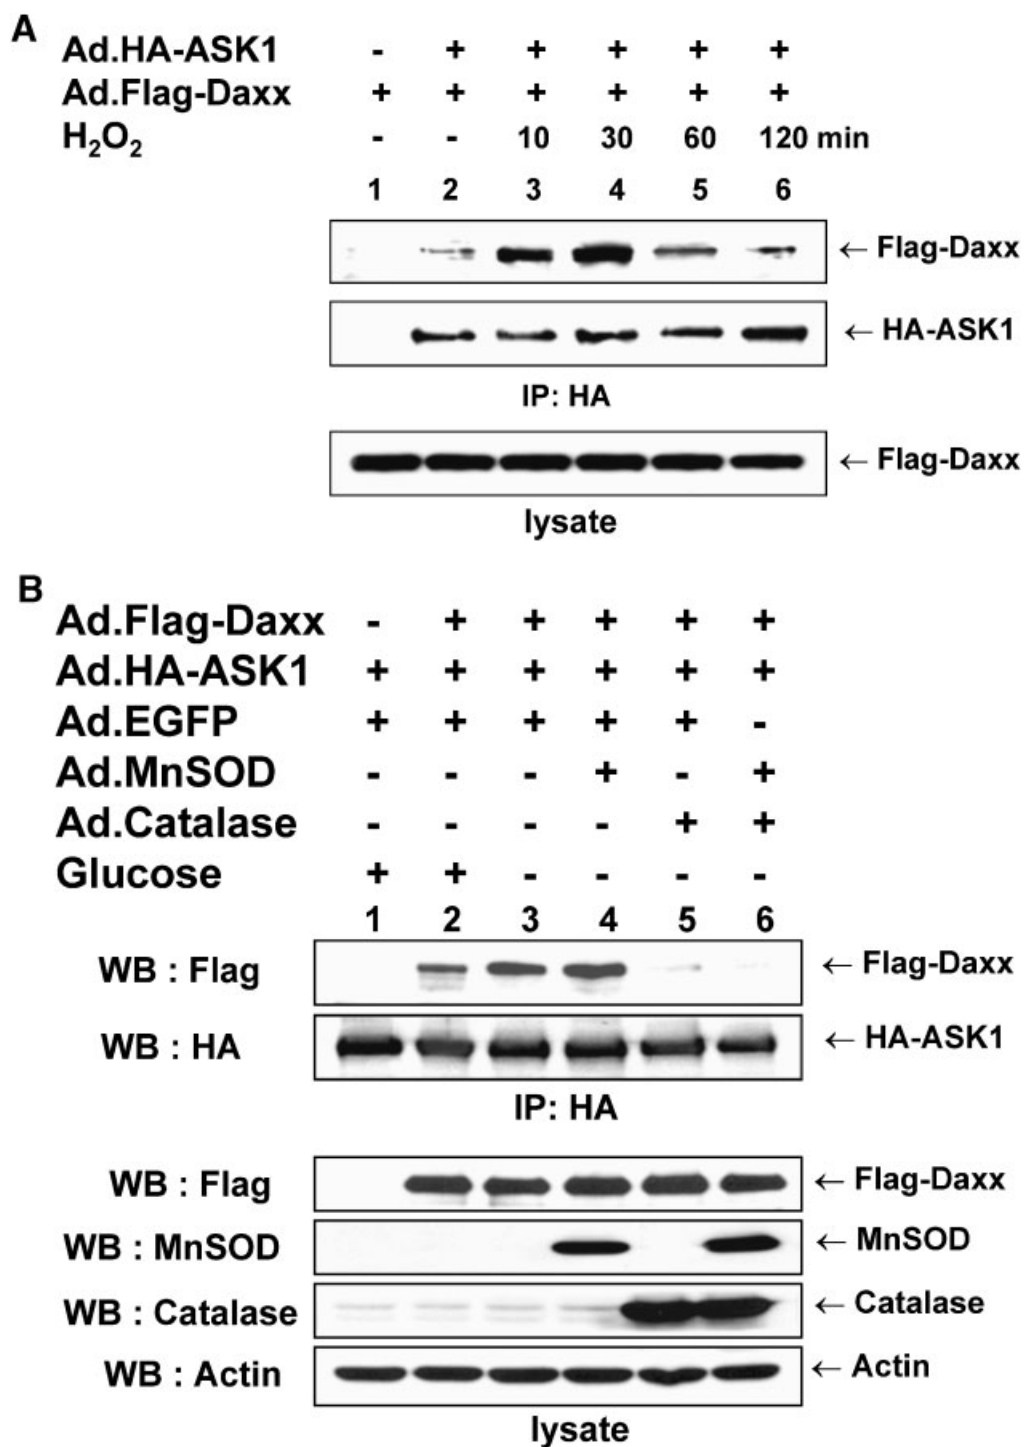 A
Ad.HA-ASK1 - + + + + +
Ad.Flag-Daxx + + + + + +
H₂O₂ - - 10 30 60 120 min
1 2 3 4 5 6
← Flag-Daxx
← HA-ASK1
IP: HA
← Flag-Daxx
lysate
B
Ad.Flag-Daxx - + + + + +
Ad.HA-ASK1 + + + + + +
Ad.EGFP + + + + + -
Ad.MnSOD - - - + - +
Ad.Catalase - - - - + +
Glucose + + - - - -
1 2 3 4 5 6
WB : Flag ← Flag-Daxx
WB : HA ← HA-ASK1
IP: HA
WB : Flag ← Flag-Daxx
WB : MnSOD ← MnSOD
WB : Catalase ← Catalase
WB : Actin ← Actin
lysate